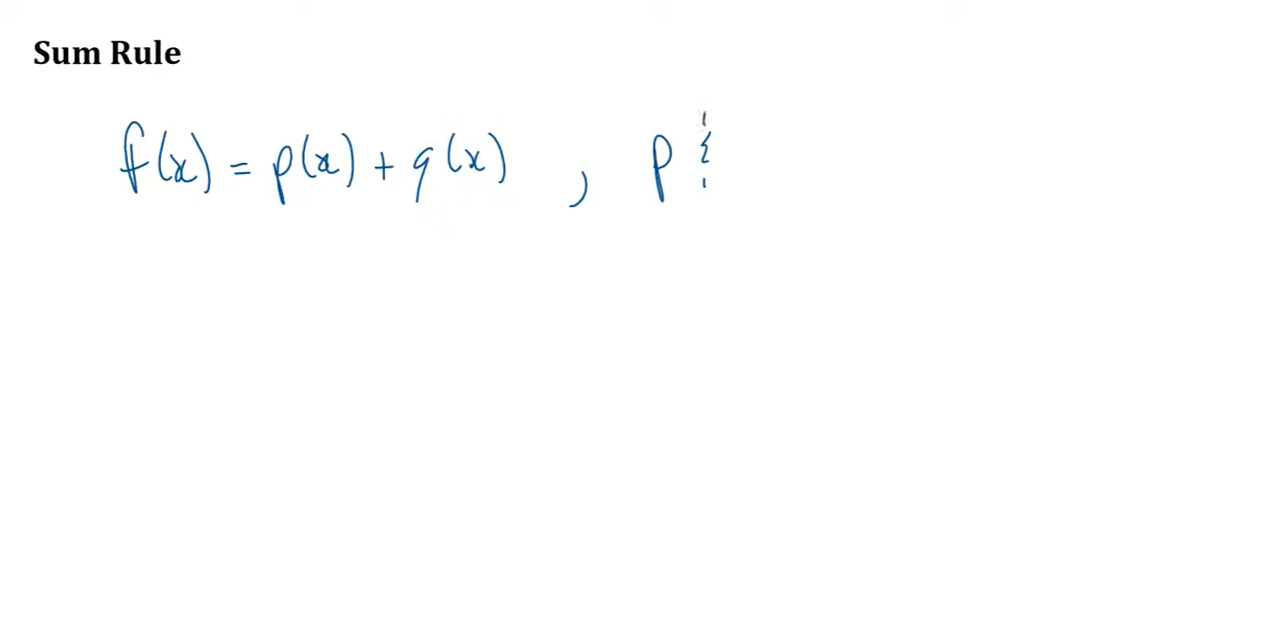 Sum Rule
f(x) = p(x) + q(x) , p &